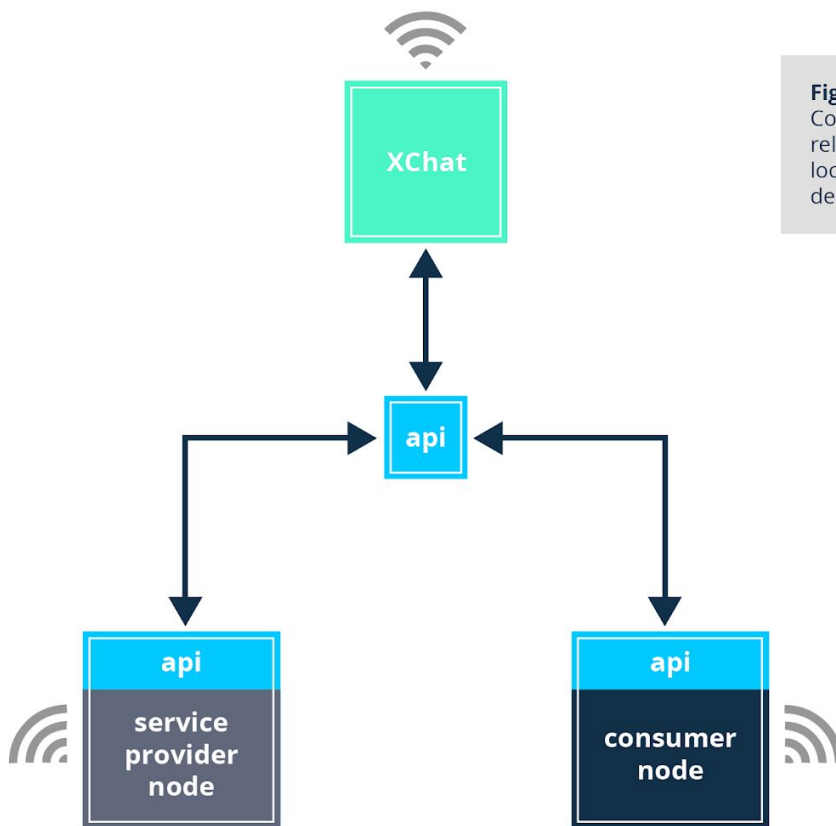 XChat
api
api
service
provider
node
api
consumer
node